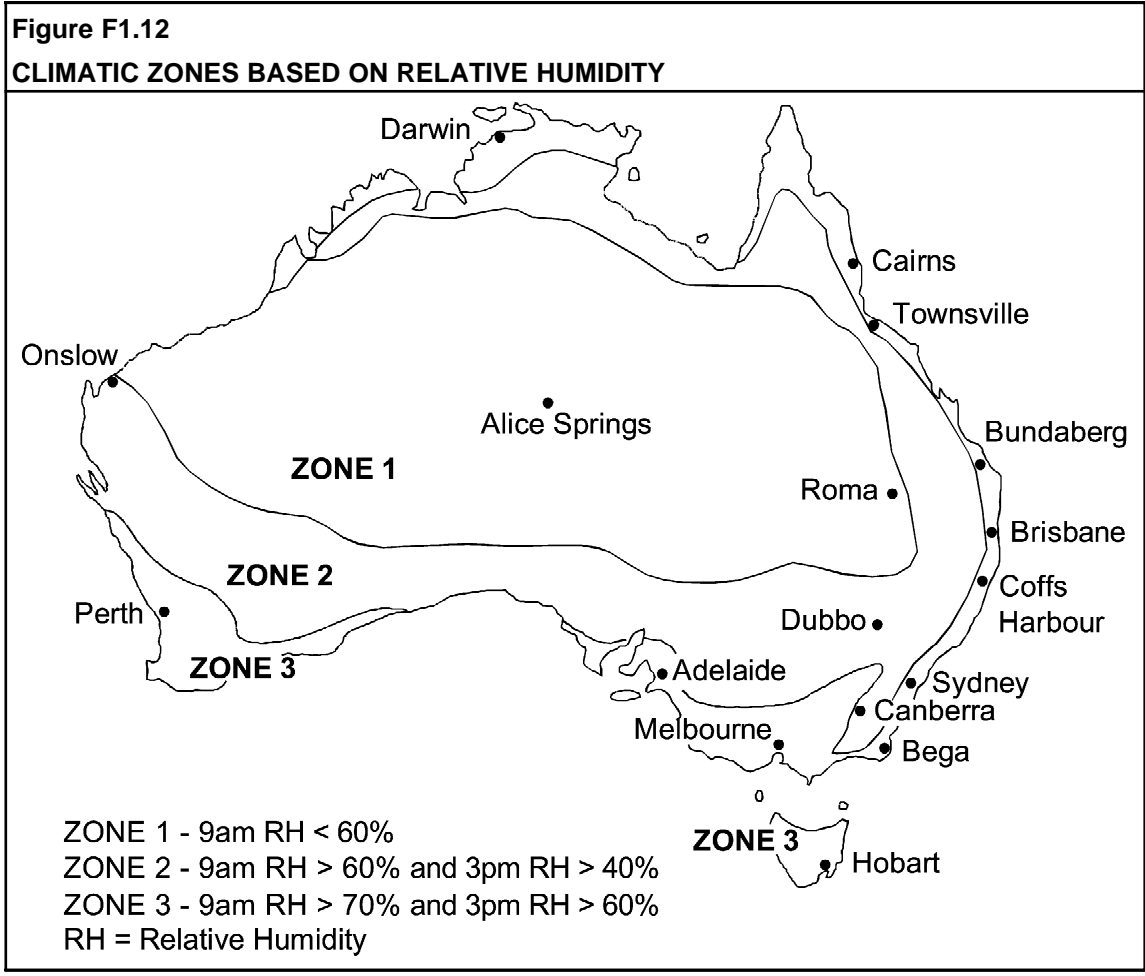 Figure F1.12
CLIMATIC ZONES BASED ON RELATIVE HUMIDITY
Darwin
Cairns
Townsville
Onslow
Alice Springs
Bundaberg
ZONE 1
Roma
Brisbane
ZONE 2
Coffs
Harbour
Perth
Dubbo
ZONE 3
Adelaide
Sydney
Canberra
Melbourne
Bega
ZONE 1 - 9am RH < 60%
ZONE 2 - 9am RH > 60% and 3pm RH > 40%
ZONE 3 - 9am RH > 70% and 3pm RH > 60%
RH = Relative Humidity
ZONE 3
Hobart